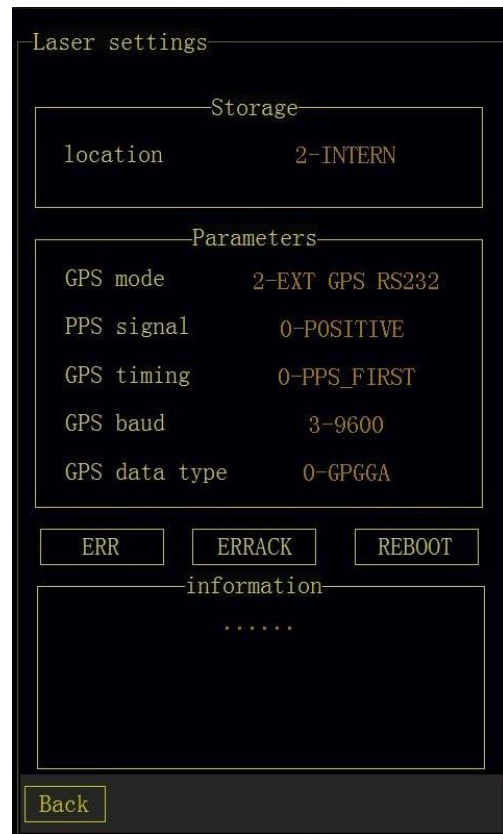 Laser settings
Storage
location 2-INTERN
Parameters
GPS mode 2-EXT GPS RS232
PPS signal 0-POSITIVE
GPS timing 0-PPS_FIRST
GPS baud 3-9600
GPS data type 0-GPGGA
ERR ERRACK REBOOT
information
......
Back